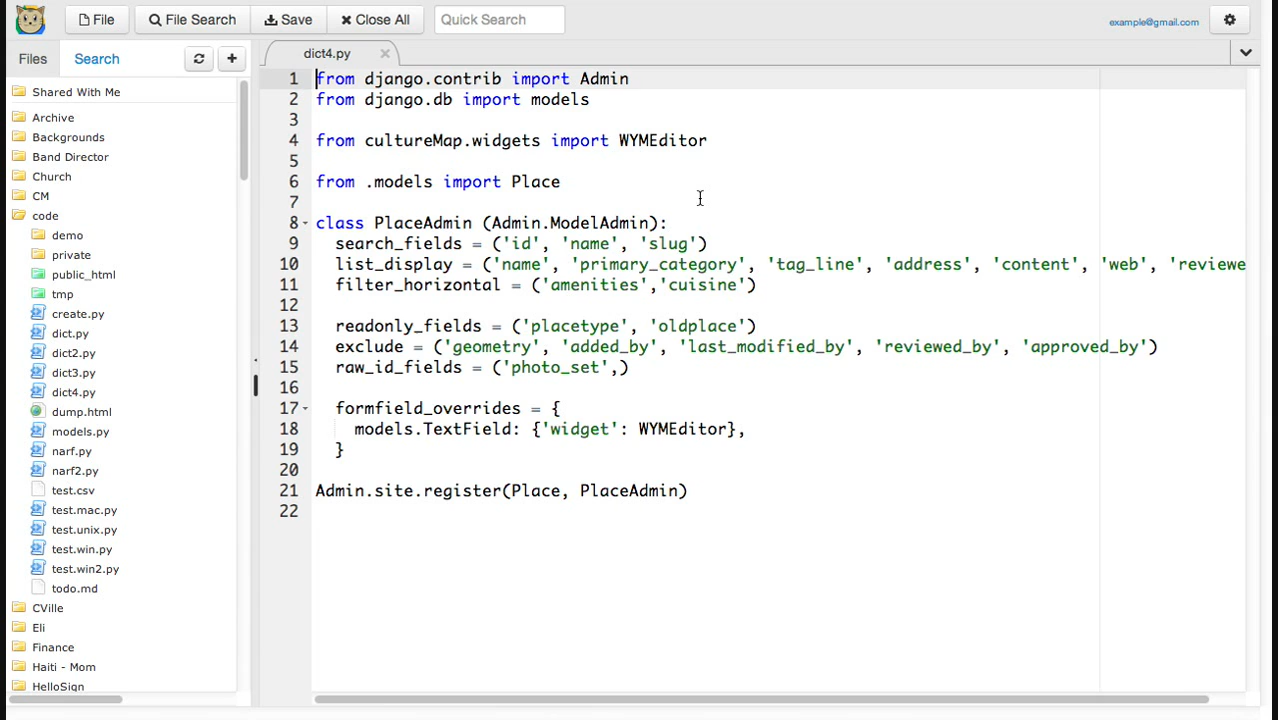 File
File Search
Save
Close All
Quick Search
example@gmail.com
Files
Search
dict4.py
Shared With Me
Archive
Backgrounds
Band Director
Church
CM
code
demo
private
public_html
tmp
create.py
dict.py
dict2.py
dict3.py
dict4.py
dump.html
models.py
narf.py
narf2.py
test.csv
test.mac.py
test.unix.py
test.win.py
test.win2.py
todo.md
CVille
Eli
Finance
Haiti - Mom
HelloSign
1 from django.contrib import Admin
2 from django.db import models
3
4 from cultureMap.widgets import WYMEditor
5
6 from .models import Place
7
8 class PlaceAdmin (Admin.ModelAdmin):
9 search_fields = ('id', 'name', 'slug')
10 list_display = ('name', 'primary_category', 'tag_line', 'address', 'content', 'web', 'reviewe
11 filter_horizontal = ('amenities','cuisine')
12
13 readonly_fields = ('placetype', 'oldplace')
14 exclude = ('geometry', 'added_by', 'last_modified_by', 'reviewed_by', 'approved_by')
15 raw_id_fields = ('photo_set',)
16
17 formfield_overrides = {
18 models.TextField: {'widget': WYMEditor},
19 }
20
21 Admin.site.register(Place, PlaceAdmin)
22